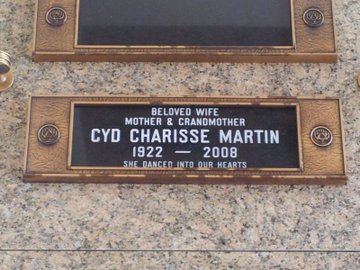 BELOVED WIFE
MOTHER & GRANDMOTHER
CYD CHARISSE MARTIN
1922 — 2008
SHE DANCED INTO OUR HEARTS